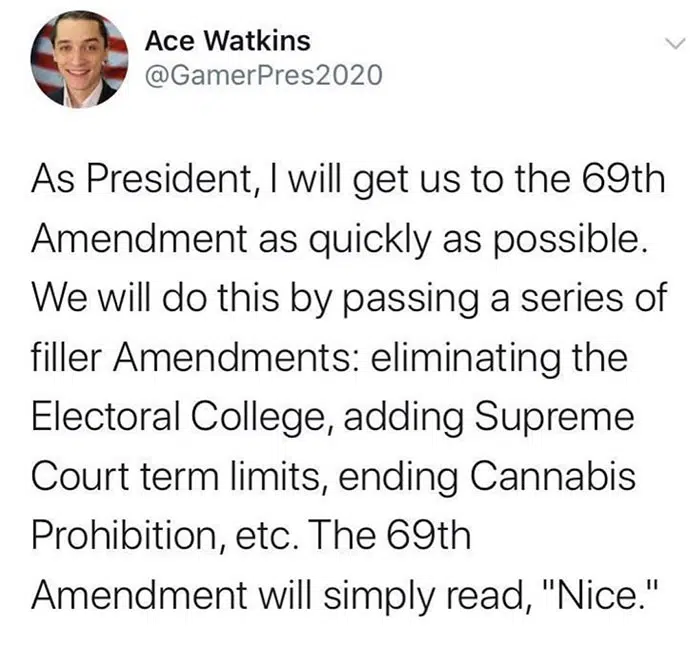 Ace Watkins
@GamerPres2020
As President, I will get us to the 69th
Amendment as quickly as possible.
We will do this by passing a series of
filler Amendments: eliminating the
Electoral College, adding Supreme
Court term limits, ending Cannabis
Prohibition, etc. The 69th
Amendment will simply read, "Nice."